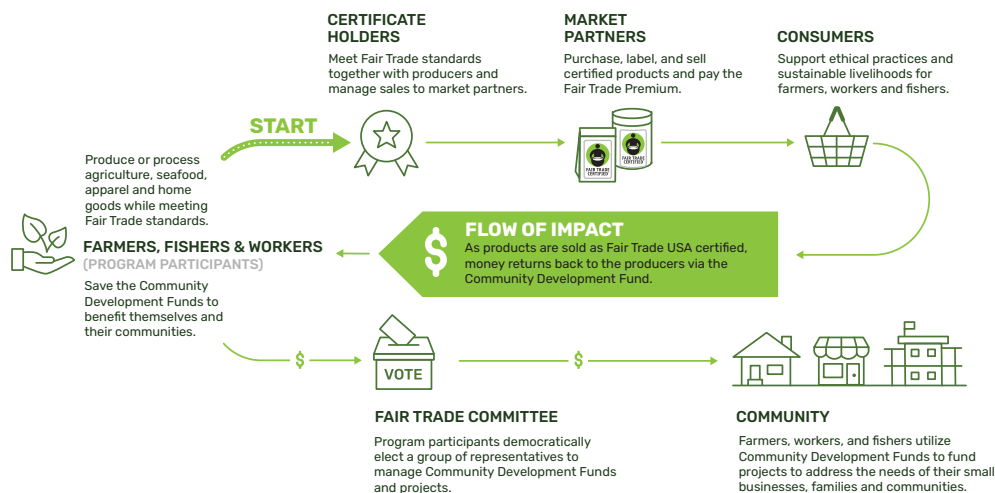 CERTIFICATE
HOLDERS
Meet Fair Trade standards
together with producers and
manage sales to market partners.
MARKET
PARTNERS
Purchase, label, and sell
certified products and pay the
Fair Trade Premium.
CONSUMERS
Support ethical practices and
sustainable livelihoods for
farmers, workers and fishers.
START
FAIR TRADE
CERTIFIED
FAIR TRADE
CERTIFIED
Produce or process
agriculture, seafood,
apparel and home
goods while meeting
Fair Trade standards.
FARMERS, FISHERS & WORKERS
(PROGRAM PARTICIPANTS)
Save the Community
Development Funds to
benefit themselves and
their communities.
$
FLOW OF IMPACT
As products are sold as Fair Trade USA certified,
money returns back to the producers via the
Community Development Fund.
$
VOTE
$
FAIR TRADE COMMITTEE
Program participants democratically
elect a group of representatives to
manage Community Development Funds
and projects.
COMMUNITY
Farmers, workers, and fishers utilize
Community Development Funds to fund
projects to address the needs of their small
businesses, families and communities.